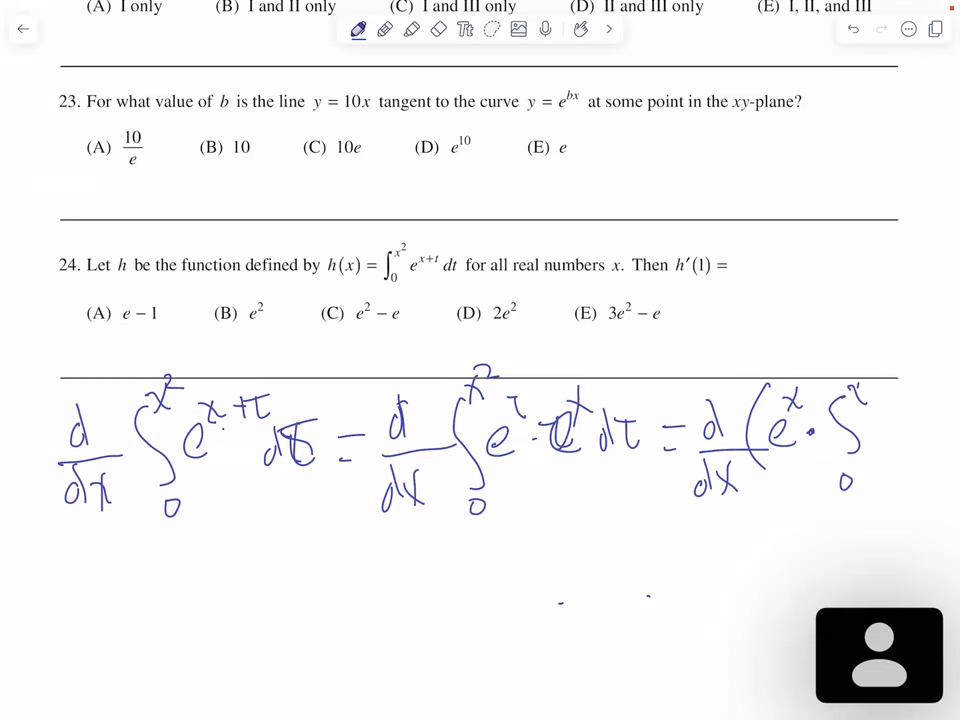 (A) I only (B) I and II only (C) I and III only (D) II and III only (E) I, II, and III
23. For what value of b is the line y = 10x tangent to the curve y = e^{bx} at some point in the xy-plane?
(A) 10/e (B) 10 (C) 10e (D) e^{10} (E) e
24. Let h be the function defined by h(x) = ∫_0^{x^2} e^{x+t} dt for all real numbers x. Then h′(1) =
(A) e − 1 (B) e^2 (C) e^2 − e (D) 2e^2 (E) 3e^2 − e
d/dx ∫_0^{x^2} e^{x+t} dt = d/dx ∫_0^{x^2} e^t · e^x dt = d/dx (e^x · ∫_0^x